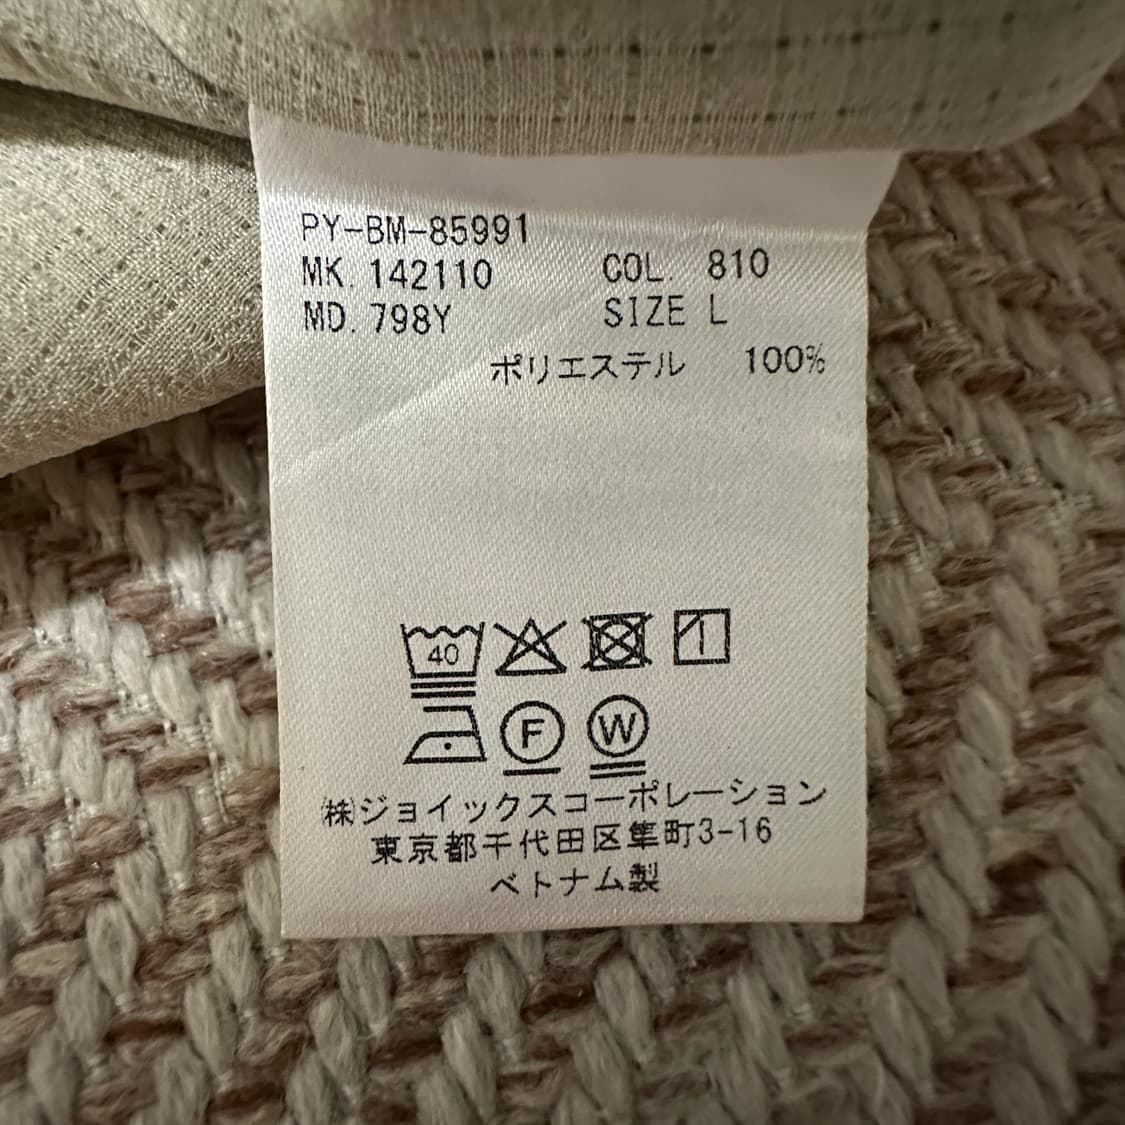 PY-BM-85991
MK. 142110 COL. 810
MD. 798Y SIZE L
ポリエステル 100%
40
F W
㈱ジョイックスコーポレーション
東京都千代田区隼町3-16
ベトナム製